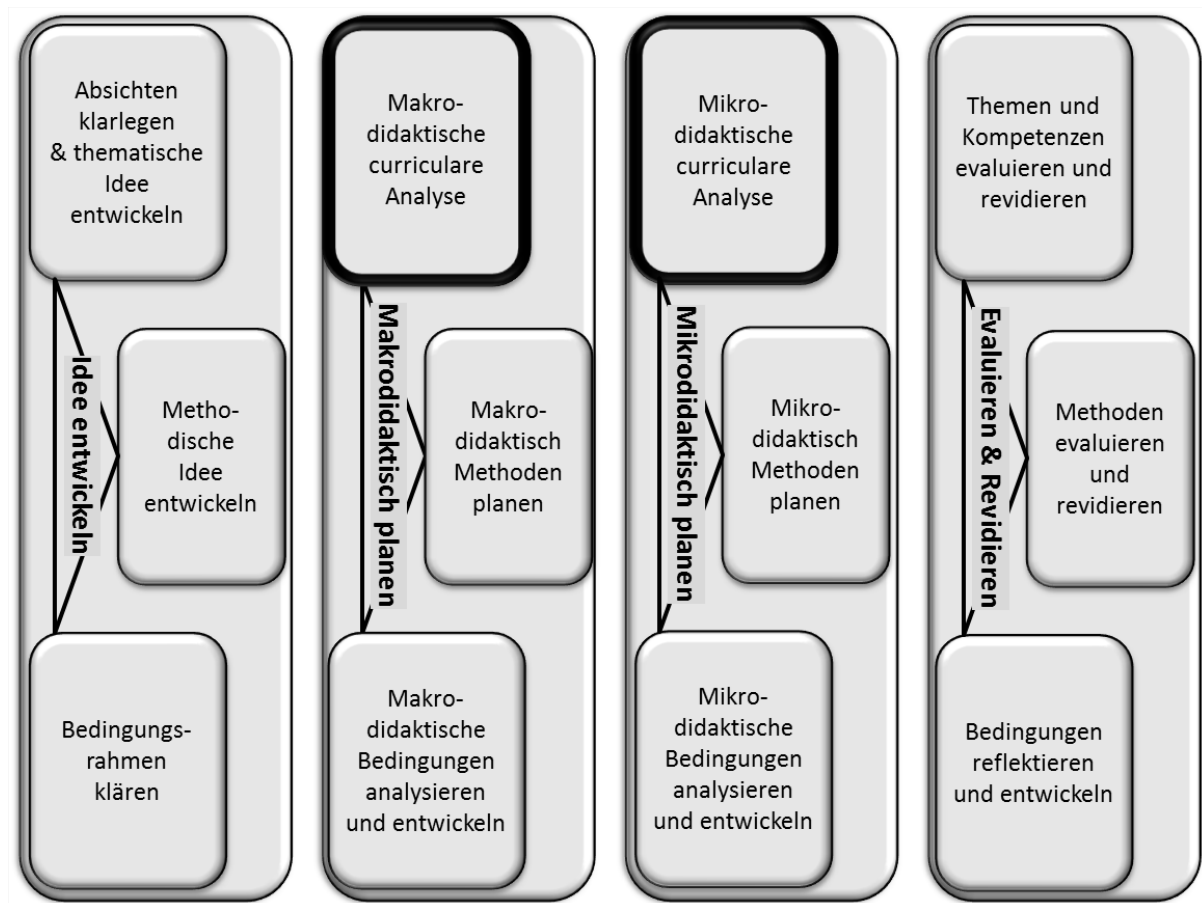 Absichten
klarlegen
& thematische
Idee
entwickeln
Idee entwickeln
Metho-
dische
Idee
entwickeln
Bedingungs-
rahmen
klären
Makro-
didaktische
curriculare
Analyse
Makrodidaktisch planen
Makro-
didaktisch
Methoden
planen
Makro-
didaktische
Bedingungen
analysieren
und entwickeln
Mikro-
didaktische
curriculare
Analyse
Mikrodidaktisch planen
Mikro-
didaktisch
Methoden
planen
Mikro-
didaktische
Bedingungen
analysieren
und entwickeln
Themen und
Kompetenzen
evaluieren und
revidieren
Evaluieren & Revidieren
Methoden
evaluieren
und
revidieren
Bedingungen
reflektieren
und entwickeln